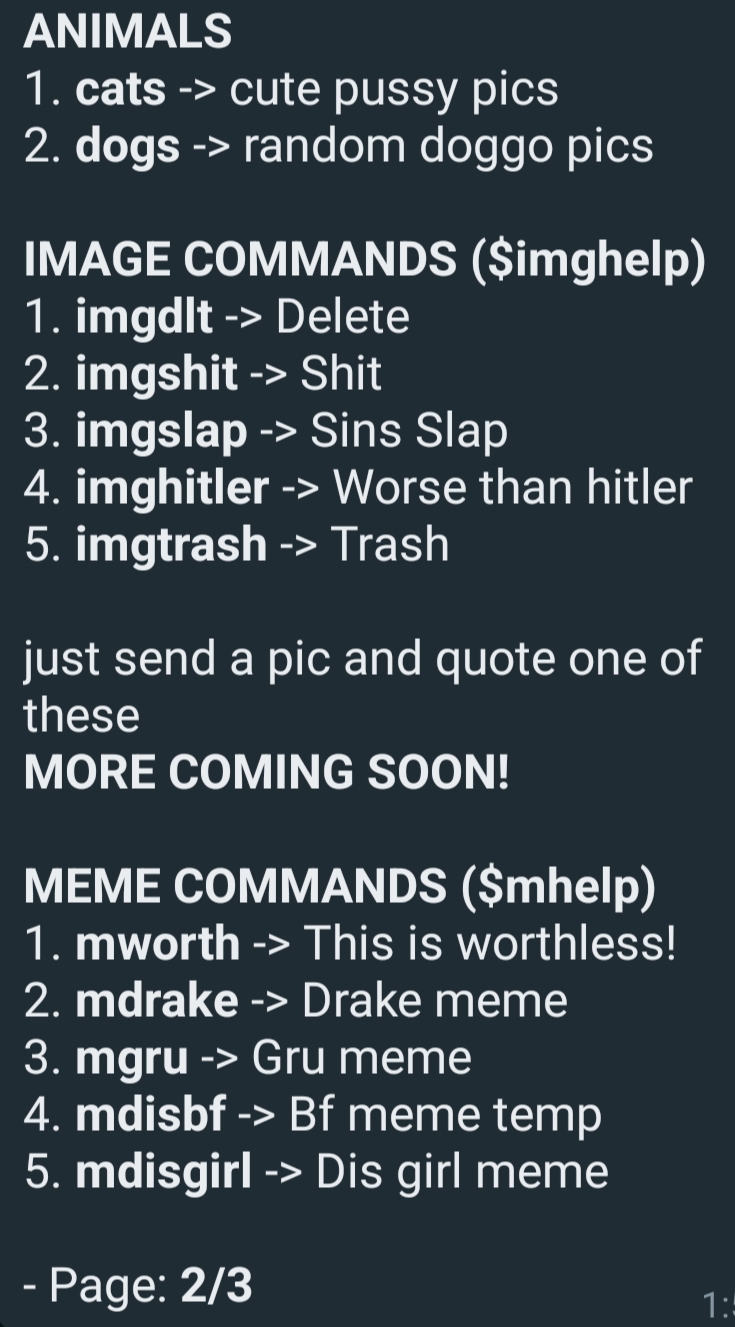 ANIMALS
1. cats -> cute pussy pics
2. dogs -> random doggo pics
IMAGE COMMANDS ($imghelp)
1. imgdlt -> Delete
2. imgshit -> Shit
3. imgslap -> Sins Slap
4. imghitler -> Worse than hitler
5. imgtrash -> Trash
just send a pic and quote one of
these
MORE COMING SOON!
MEME COMMANDS ($mhelp)
1. mworth -> This is worthless!
2. mdrake -> Drake meme
3. mgru -> Gru meme
4. mdisbf -> Bf meme temp
5. mdisgirl -> Dis girl meme
- Page: 2/3